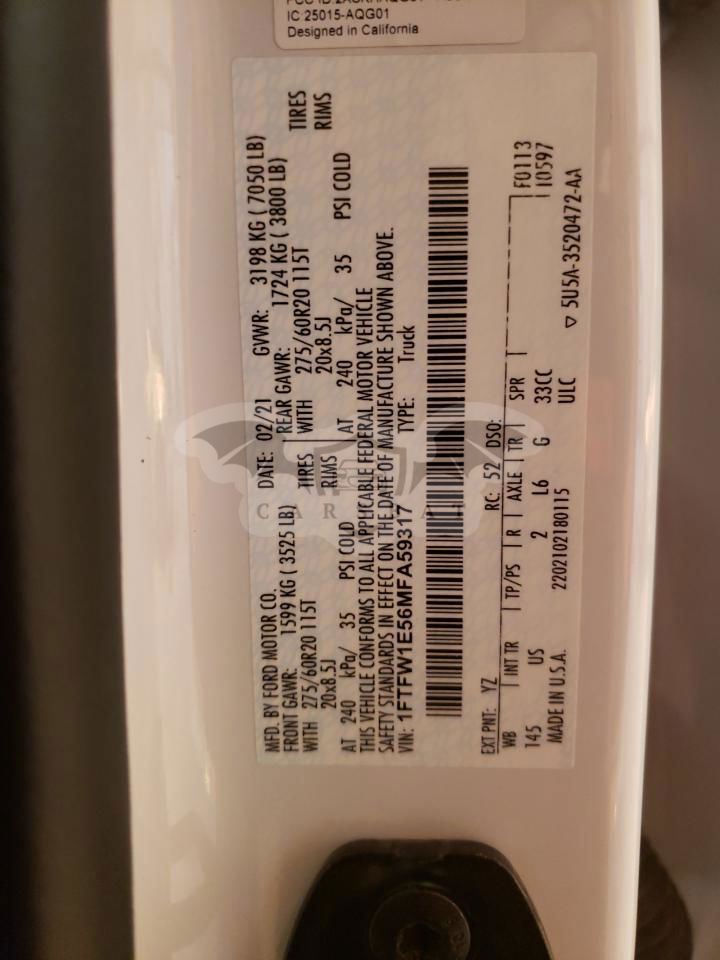 IC:25015-AQG01
Designed in California
MFD. BY FORD MOTOR CO.
DATE: 02/21 GVWR: 3198 KG ( 7050 LB)
FRONT GAWR: 1599 KG ( 3525 LB) REAR GAWR: 1724 KG ( 3800 LB)
WITH 275/60R20 115T TIRES WITH 275/60R20 115T TIRES
20x8.5J RIMS 20x8.5J RIMS
AT 240 kPa/ 35 PSI COLD AT 240 kPa/ 35 PSI COLD
THIS VEHICLE CONFORMS TO ALL APPLICABLE FEDERAL MOTOR VEHICLE
SAFETY STANDARDS IN EFFECT ON THE DATE OF MANUFACTURE SHOWN ABOVE.
VIN: 1FTFW1E56MFA59317 TYPE: Truck
EXT PNT: YZ RC: 52 DSO:
WB INT TR TP/PS R AXLE TR SPR F0113
145 US 2 L6 G 33CC 10597
MADE IN U.S.A. 2202102180115 ULC
▽ 5U5A-3520472-AA